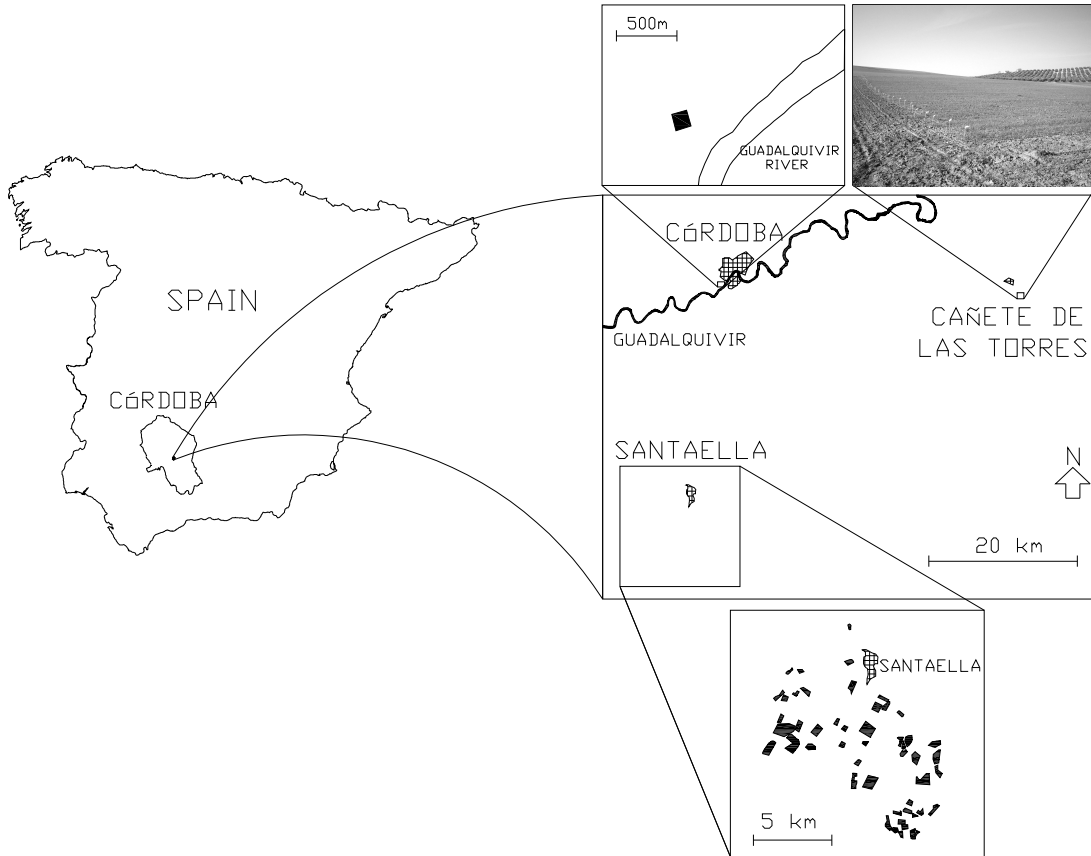 500m
GUADALQUIVIR
RIVER
CóRDOBA
SPAIN
CAÑETE DE
LAS TORRES
GUADALQUIVIR
CóRDOBA
SANTAELLA
N
20 km
SANTAELLA
5 km